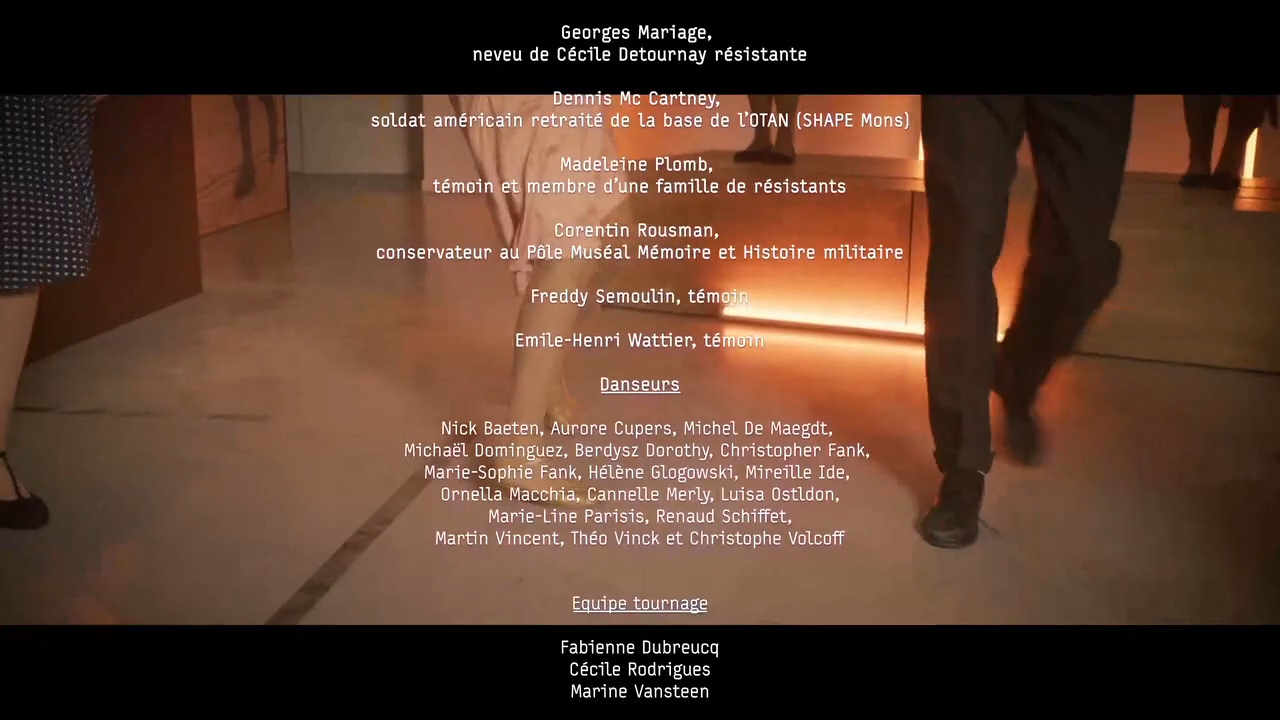 Georges Mariage,
neveu de Cécile Detournay résistante
Dennis Mc Cartney,
soldat américain retraité de la base de l'OTAN (SHAPE Mons)
Madeleine Plomb,
témoin et membre d'une famille de résistants
Corentin Rousman,
conservateur au Pôle Muséal Mémoire et Histoire militaire
Freddy Semoulin, témoin
Emile-Henri Wattier, témoin
Danseurs
Nick Baeten, Aurore Cupers, Michel De Maegdt,
Michaël Dominguez, Berdysz Dorothy, Christopher Fank,
Marie-Sophie Fank, Hélène Glogowski, Mireille Ide,
Ornella Macchia, Cannelle Merly, Luisa Ostldon,
Marie-Line Parisis, Renaud Schiffet,
Martin Vincent, Théo Vinck et Christophe Volcoff
Equipe tournage
Fabienne Dubreucq
Cécile Rodrigues
Marine Vansteen